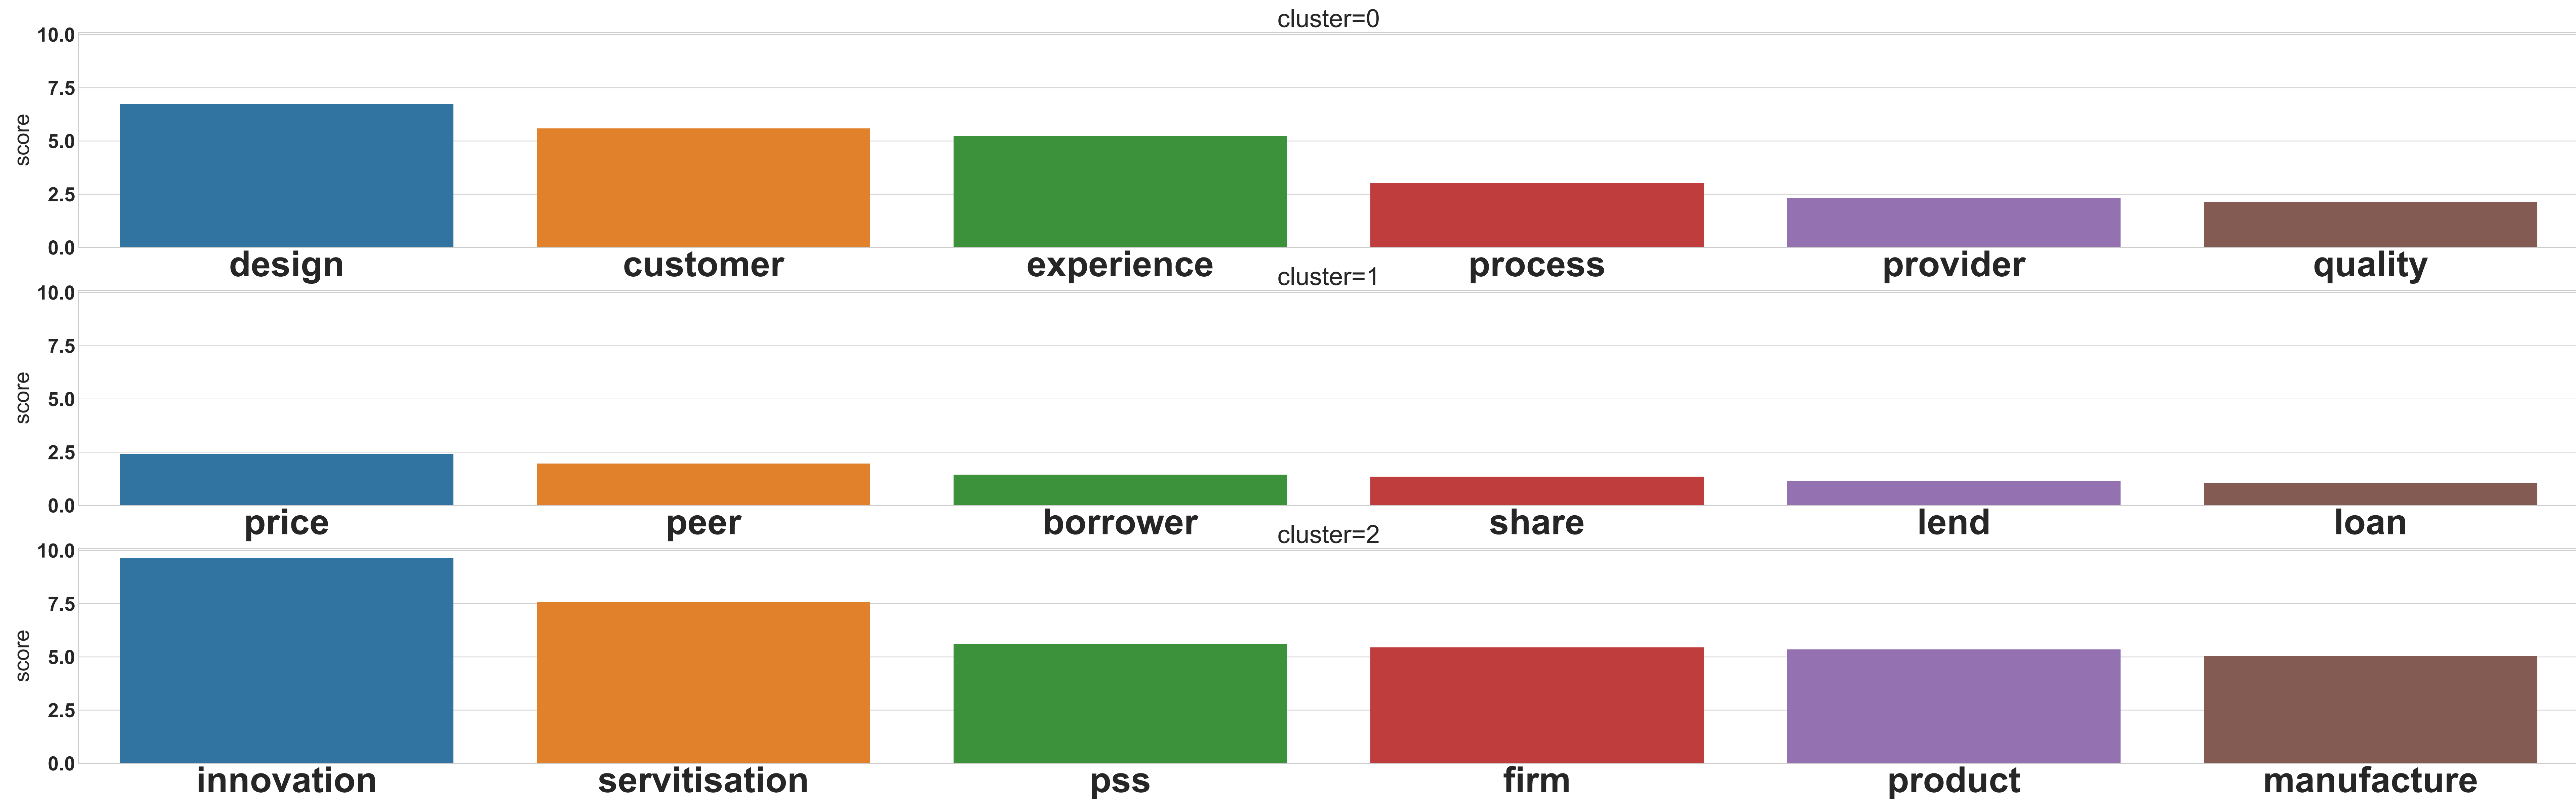 cluster=0
10.0
7.5
5.0
2.5
0.0
score
design customer experience process provider quality
cluster=1
10.0
7.5
5.0
2.5
0.0
score
price peer borrower share lend loan
cluster=2
10.0
7.5
5.0
2.5
0.0
score
innovation servitisation pss firm product manufacture